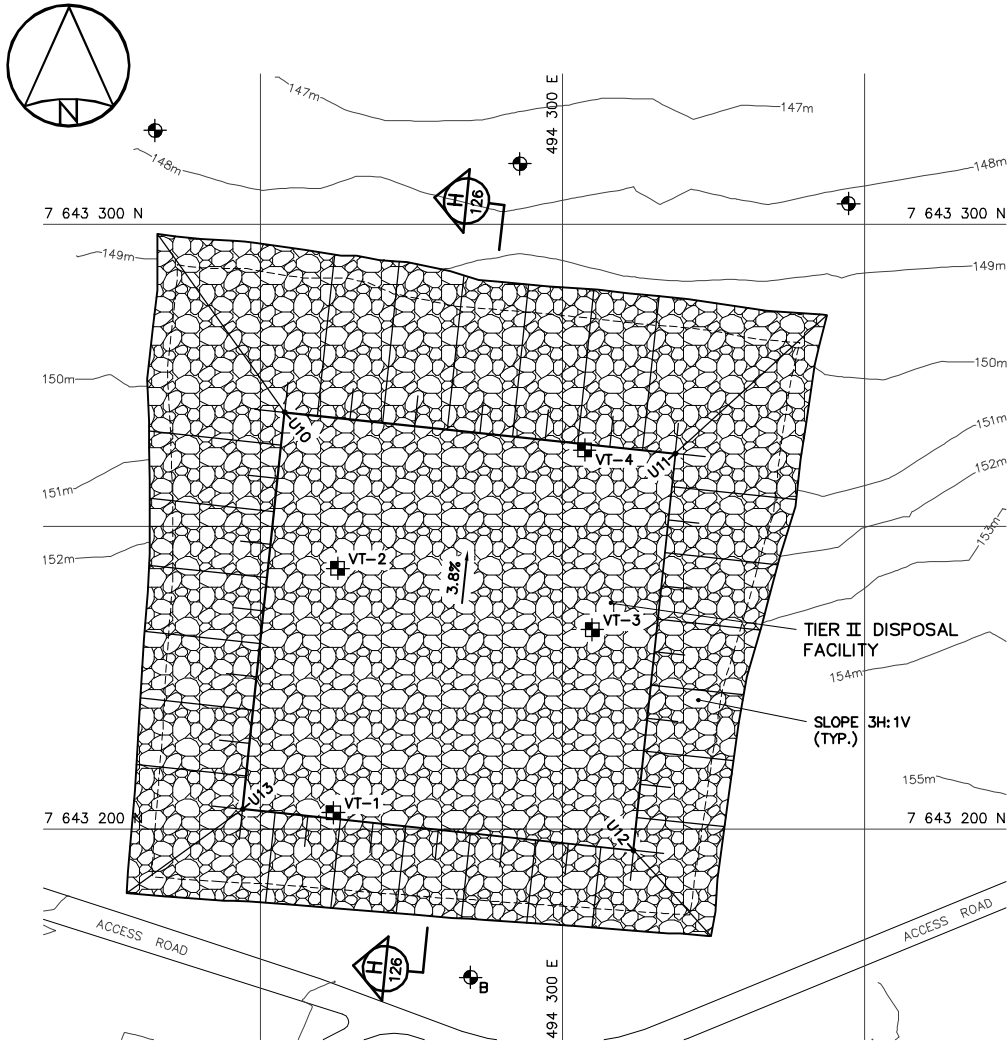 N
147m
147m
494 300 E
148m
148m
H
126
7 643 300 N
7 643 300 N
149m
149m
150m
150m
U10
151m
VT-4
U11
152m
151m
153m
152m
VT-2
3.8%
VT-3
TIER II DISPOSAL
FACILITY
154m
SLOPE 3H:1V
(TYP.)
155m
U13
VT-1
7 643 200 N
U12
7 643 200 N
ACCESS ROAD
ACCESS ROAD
H
126
B
494 300 E